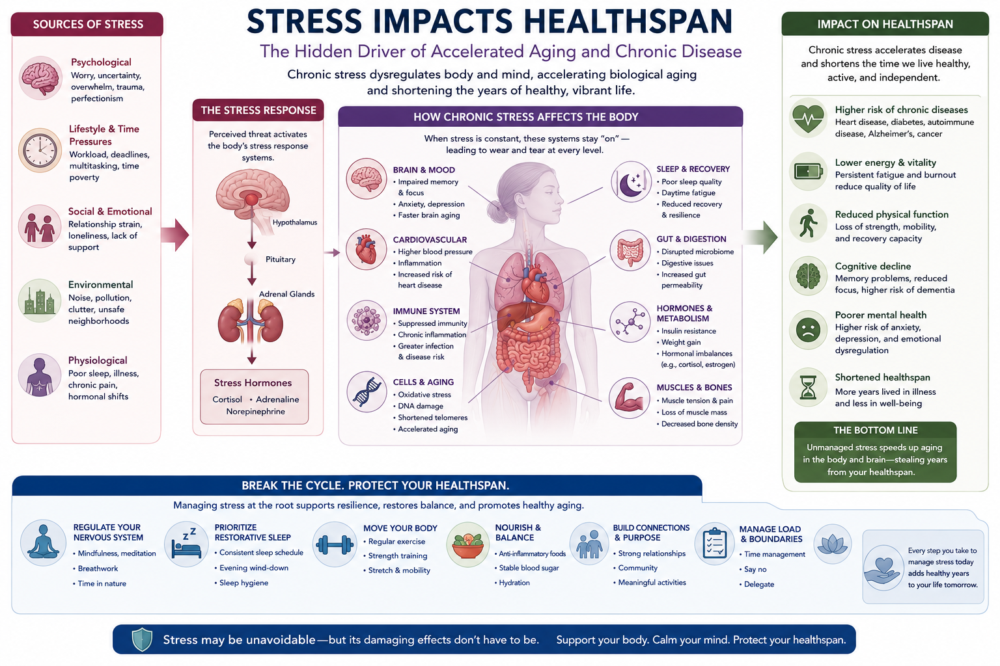 STRESS IMPACTS HEALTHSPAN
The Hidden Driver of Accelerated Aging and Chronic Disease
Chronic stress dysregulates body and mind, accelerating biological aging
and shortening the years of healthy, vibrant life.
SOURCES OF STRESS
Psychological
Worry, uncertainty,
overwhelm, trauma,
perfectionism
Lifestyle & Time
Pressures
Workload, deadlines,
multitasking, time
poverty
Social & Emotional
Relationship strain,
loneliness, lack of
support
Environmental
Noise, pollution,
clutter, unsafe
neighborhoods
Physiological
Poor sleep, illness,
chronic pain,
hormonal shifts
THE STRESS RESPONSE
Perceived threat activates
the body's stress response
systems.
Hypothalamus
Pituitary
Adrenal Glands
Stress Hormones
Cortisol • Adrenaline
Norepinephrine
HOW CHRONIC STRESS AFFECTS THE BODY
When stress is constant, these systems stay “on” —
leading to wear and tear at every level.
BRAIN & MOOD
• Impaired memory
& focus
• Anxiety, depression
• Faster brain aging
CARDIOVASCULAR
• Higher blood pressure
• Inflammation
• Increased risk of
heart disease
IMMUNE SYSTEM
• Suppressed immunity
• Chronic inflammation
• Greater infection
& disease risk
CELLS & AGING
• Oxidative stress
• DNA damage
• Shortened telomeres
• Accelerated aging
SLEEP & RECOVERY
• Poor sleep quality
• Daytime fatigue
• Reduced recovery
& resilience
GUT & DIGESTION
• Disrupted microbiome
• Digestive issues
• Increased gut
permeability
HORMONES &
METABOLISM
• Insulin resistance
• Weight gain
• Hormonal imbalances
(e.g., cortisol, estrogen)
MUSCLES & BONES
• Muscle tension & pain
• Loss of muscle mass
• Decreased bone density
IMPACT ON HEALTHSPAN
Chronic stress accelerates disease
and shortens the time we live healthy,
active, and independent.
Higher risk of chronic diseases
Heart disease, diabetes, autoimmune
disease, Alzheimer's, cancer
Lower energy & vitality
Persistent fatigue and burnout
reduce quality of life
Reduced physical function
Loss of strength, mobility,
and recovery capacity
Cognitive decline
Memory problems, reduced
focus, higher risk of dementia
Poorer mental health
Higher risk of anxiety,
depression, and emotional
dysregulation
Shortened healthspan
More years lived in illness
and less in well-being
THE BOTTOM LINE
Unmanaged stress speeds up aging
in the body and brain—stealing years
from your healthspan.
BREAK THE CYCLE. PROTECT YOUR HEALTHSPAN.
Managing stress at the root supports resilience, restores balance, and promotes healthy aging.
REGULATE YOUR
NERVOUS SYSTEM
• Mindfulness, meditation
• Breathwork
• Time in nature
z Z
PRIORITIZE
RESTORATIVE SLEEP
• Consistent sleep schedule
• Evening wind-down
• Sleep hygiene
MOVE YOUR BODY
• Regular exercise
• Strength training
• Stretch & mobility
NOURISH &
BALANCE
• Anti-inflammatory foods
• Stable blood sugar
• Hydration
BUILD CONNECTIONS
& PURPOSE
• Strong relationships
• Community
• Meaningful activities
MANAGE LOAD
& BOUNDARIES
• Time management
• Say no
• Delegate
Every step you take to
manage stress today
adds healthy years
to your life tomorrow.
Stress may be unavoidable—but its damaging effects don't have to be. Support your body. Calm your mind. Protect your healthspan.